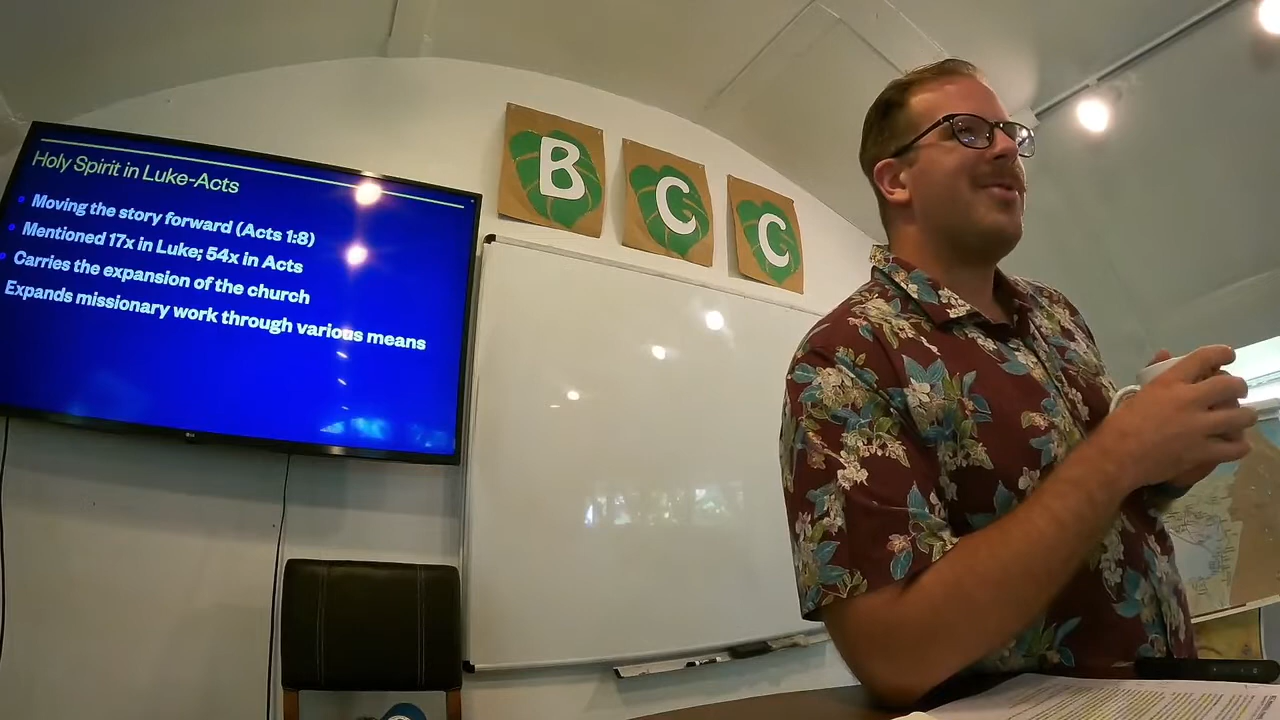 Holy Spirit in Luke-Acts
Moving the story forward (Acts 1:8)
Mentioned 17x in Luke; 54x in Acts
Carries the expansion of the church
Expands missionary work through various means
B C C
LG